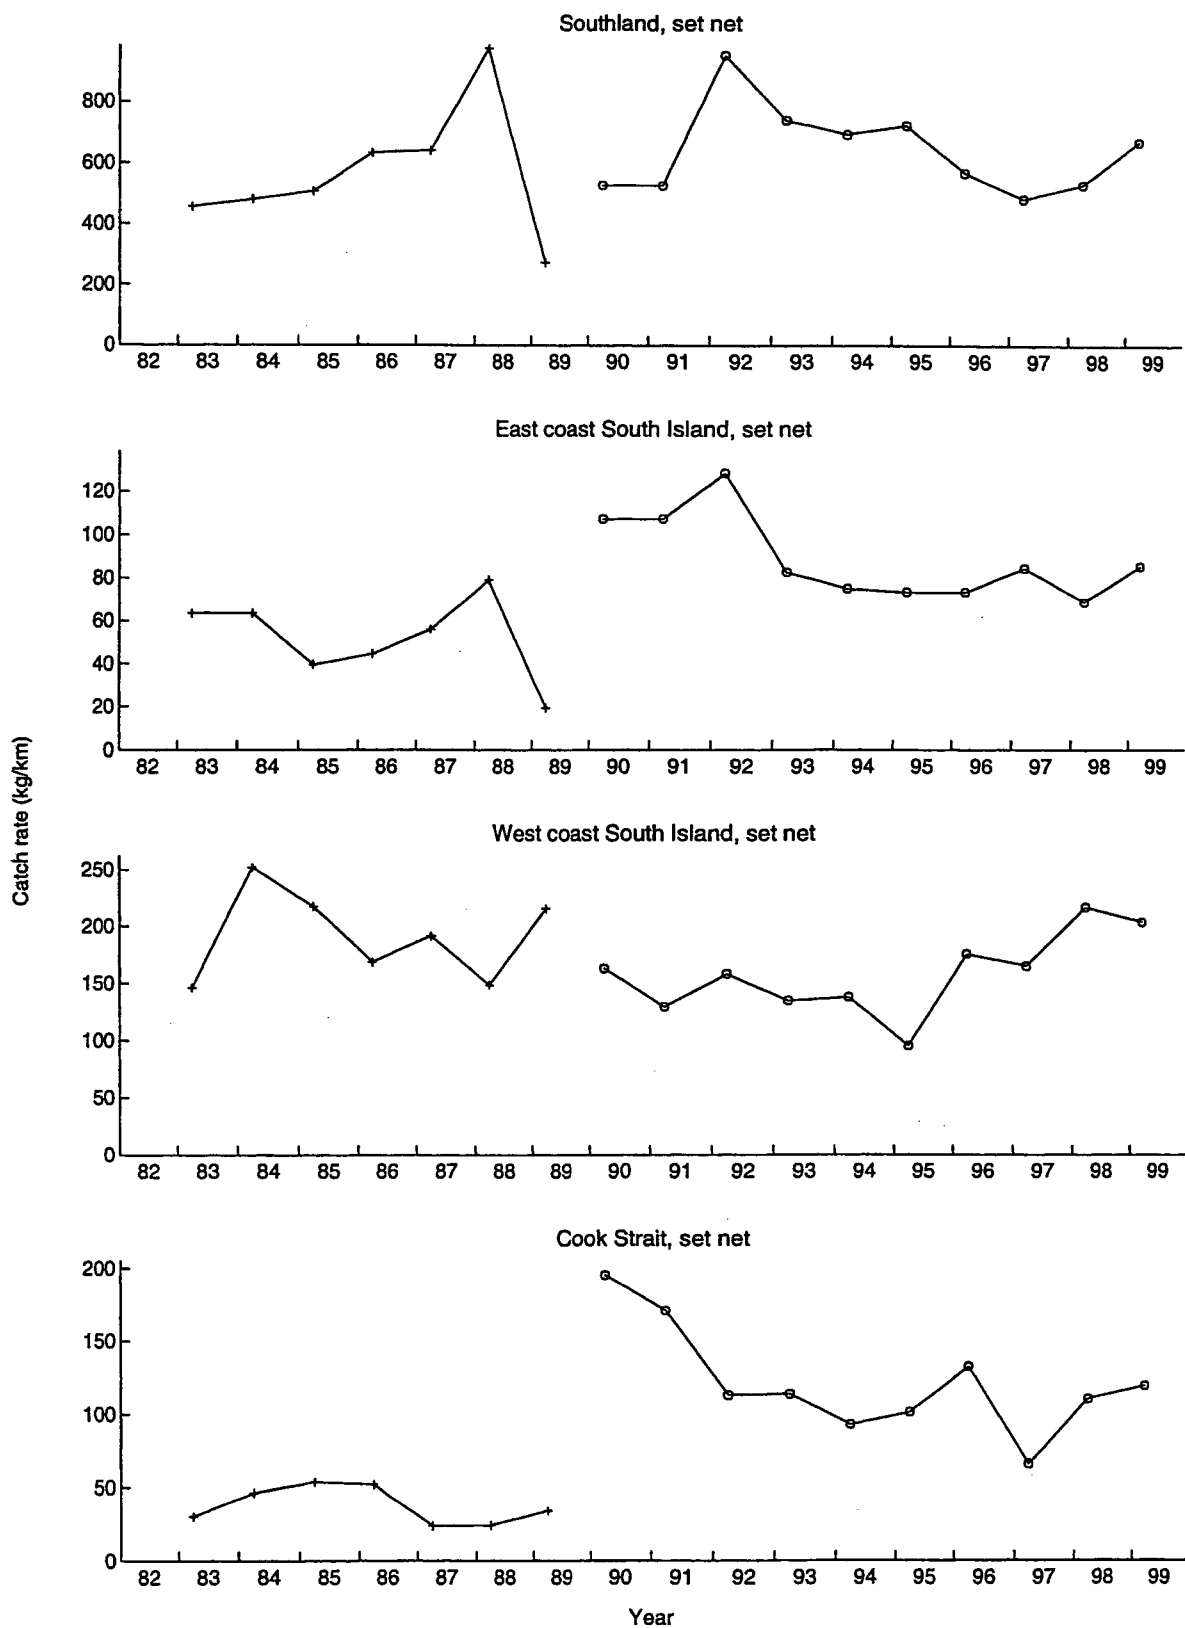 Southland, set net
800
600
400
200
0
82 83 84 85 86 87 88 89 90 91 92 93 94 95 96 97 98 99
East coast South Island, set net
120
100
80
60
40
20
0
82 83 84 85 86 87 88 89 90 91 92 93 94 95 96 97 98 99
Catch rate (kg/km)
West coast South Island, set net
250
200
150
100
50
0
82 83 84 85 86 87 88 89 90 91 92 93 94 95 96 97 98 99
Cook Strait, set net
200
150
100
50
0
82 83 84 85 86 87 88 89 90 91 92 93 94 95 96 97 98 99
Year